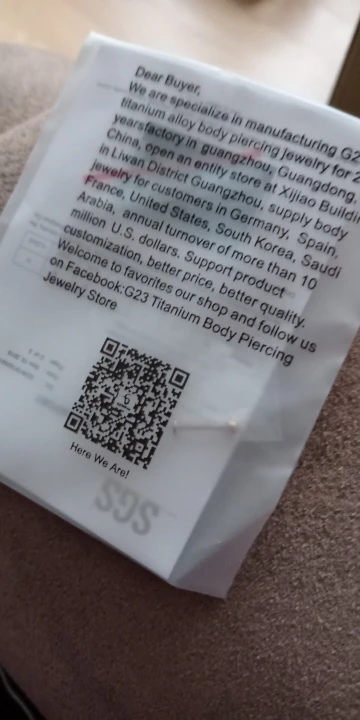 Dear Buyer,
We are specialize in manufacturing G2
titanium alloy body piercing jewelry for 2
yearsfactory in guangzhou, Guangdong,
China, open an entity store at Xijiao Buildi
in Liwan District Guangzhou, supply body
jewelry for customers in Germany, Spain,
France, United States, South Korea, Saudi
Arabia, annual turnover of more than 10
million U.S. dollars. Support product
customization, better price, better quality.
Welcome to favorites our shop and follow us
on Facebook:G23 Titanium Body Piercing
Jewelry Store
Here We Are!
SGS